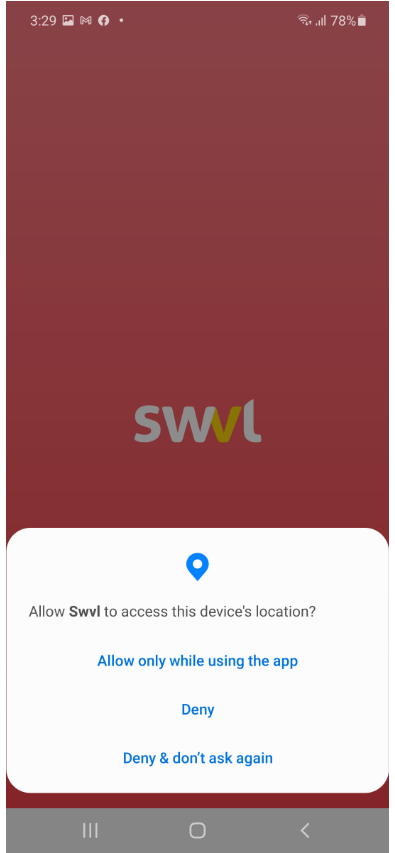 3:29
78%
swvl
Allow Swvl to access this device's location?
Allow only while using the app
Deny
Deny & don't ask again